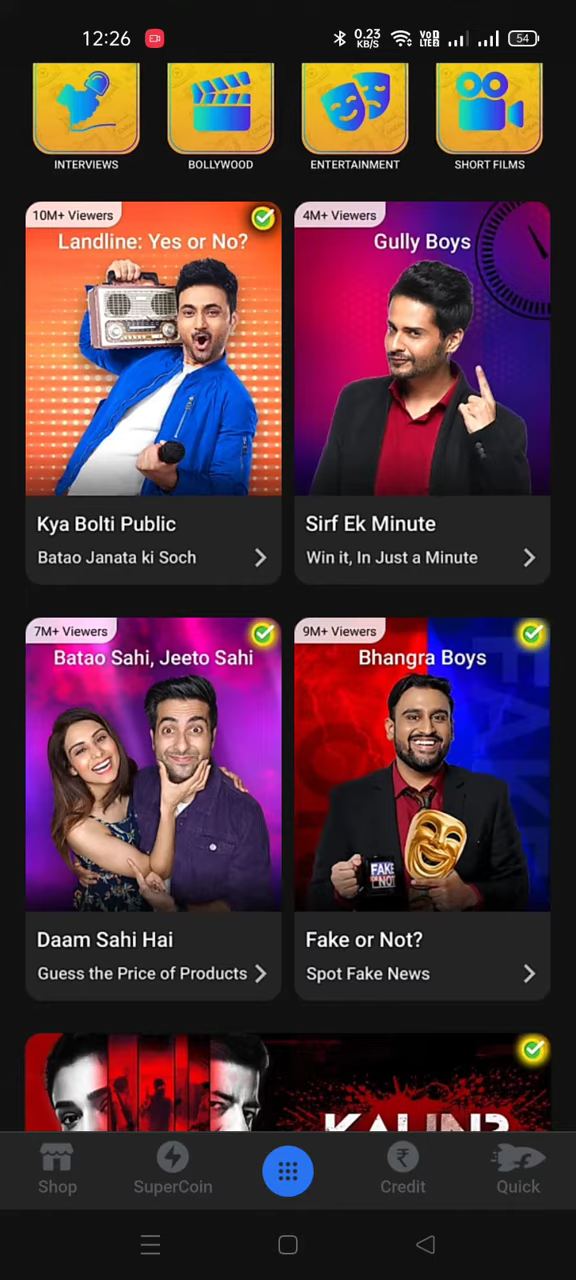 12:26
0.23
KB/S
VoD
LTE2
54
INTERVIEWS
BOLLYWOOD
ENTERTAINMENT
SHORT FILMS
10M+ Viewers
Landline: Yes or No?
4M+ Viewers
Gully Boys
Kya Bolti Public
Batao Janata ki Soch
Sirf Ek Minute
Win it, In Just a Minute
7M+ Viewers
Batao Sahi, Jeeto Sahi
9M+ Viewers
Bhangra Boys
FAKE
FAKE
NOT
Daam Sahi Hai
Guess the Price of Products
Fake or Not?
Spot Fake News
Shop
SuperCoin
Credit
Quick